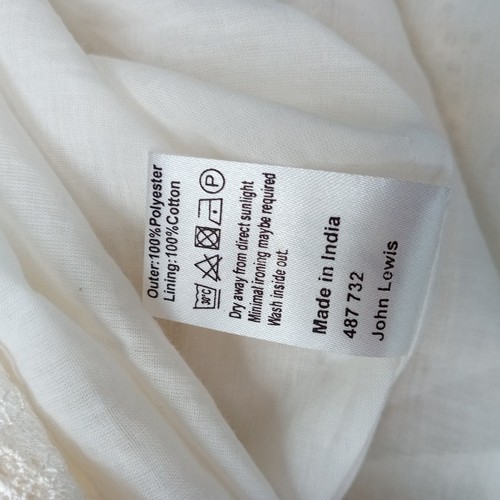 Outer:100%Polyester
Lining:100%Cotton
30°C P
Dry away from direct sunlight
Minimal ironing maybe required
Wash inside out.
Made in India
487 732
John Lewis